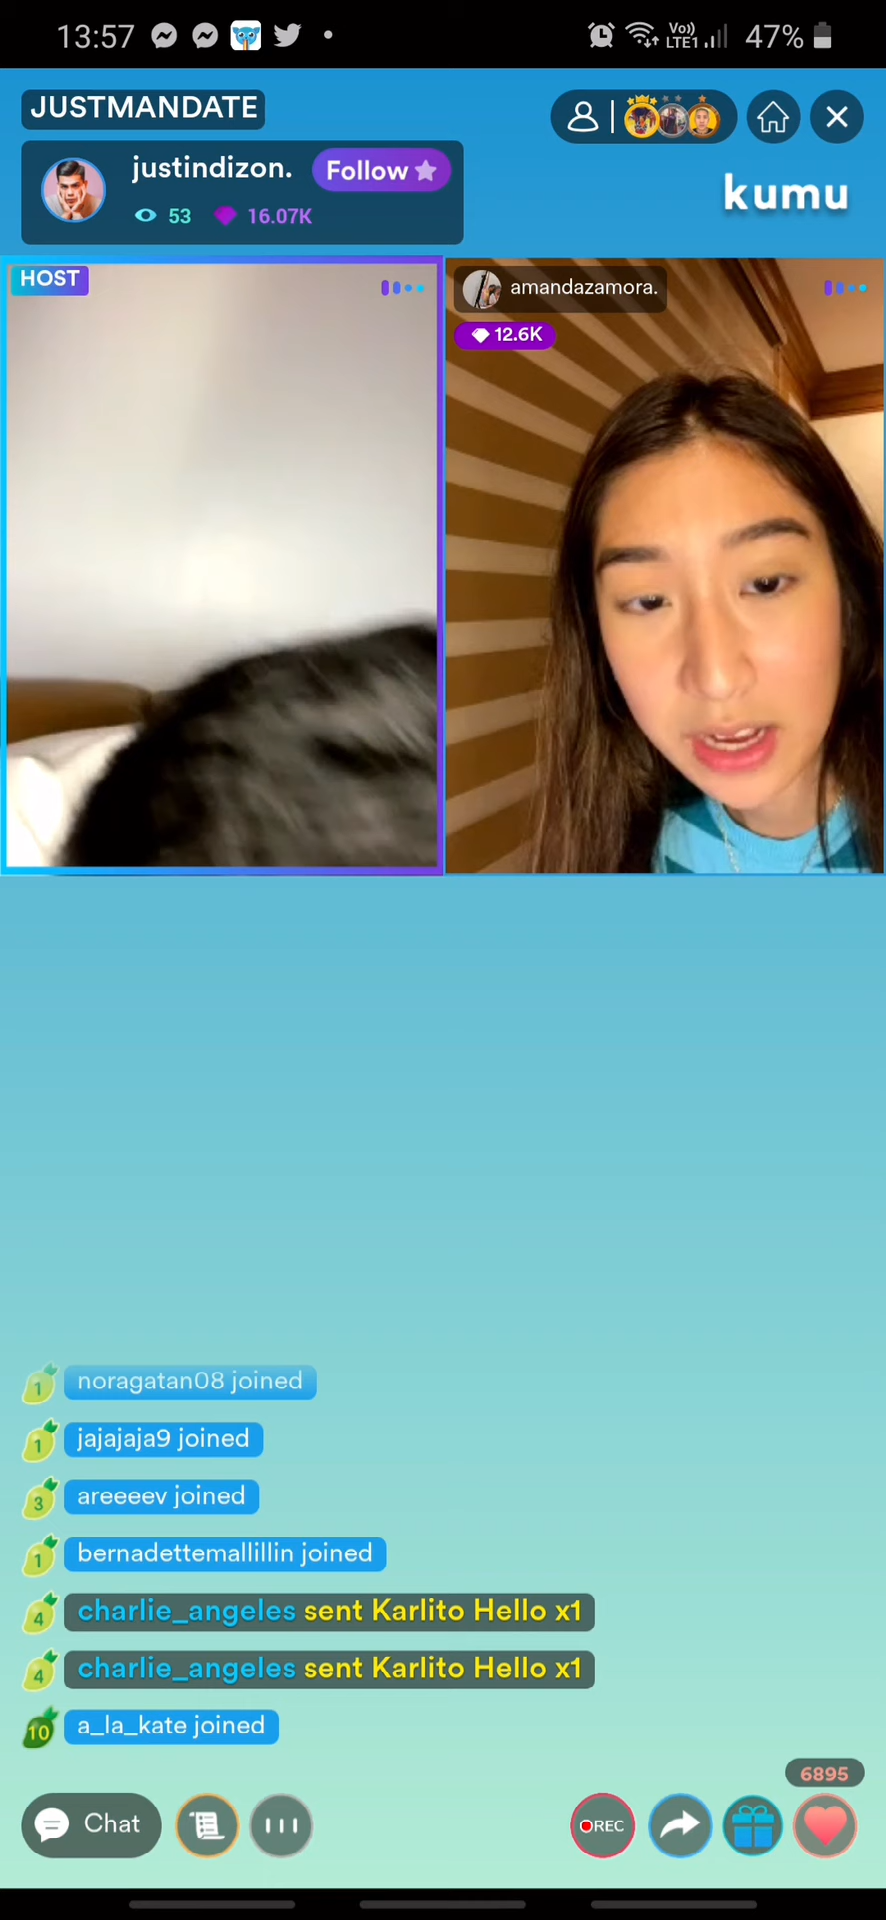 13:57
Vo))
LTE1
47%
JUSTMANDATE
justindizon.
Follow
53
16.07K
kumu
HOST
amandazamora.
12.6K
1 noragatan08 joined
1 jajajaja9 joined
3 areeeev joined
1 bernadettemallillin joined
4 charlie_angeles sent Karlito Hello x1
4 charlie_angeles sent Karlito Hello x1
10 a_la_kate joined
6895
Chat
REC